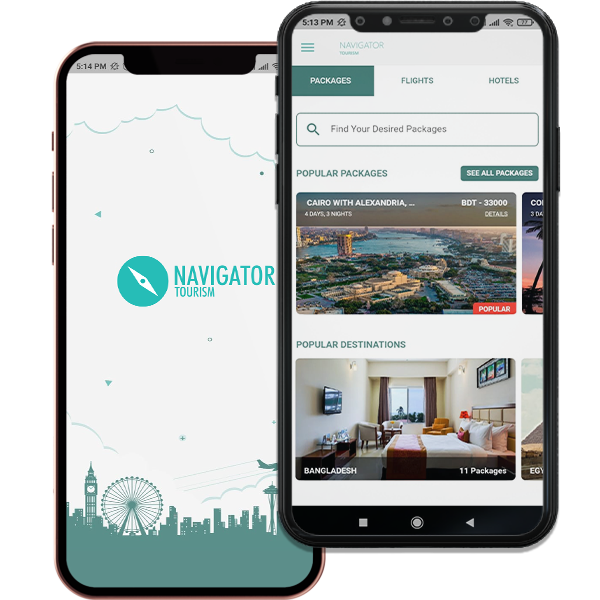 5:14 PM
NAVIGATOR
TOURISM
5:13 PM
NAVIGATOR
TOURISM
PACKAGES
FLIGHTS
HOTELS
Find Your Desired Packages
POPULAR PACKAGES
SEE ALL PACKAGES
CAIRO WITH ALEXANDRIA, ...
BDT - 33000
4 DAYS, 3 NIGHTS
DETAILS
POPULAR
CO
3 DA
POPULAR DESTINATIONS
BANGLADESH
11 Packages
EGY